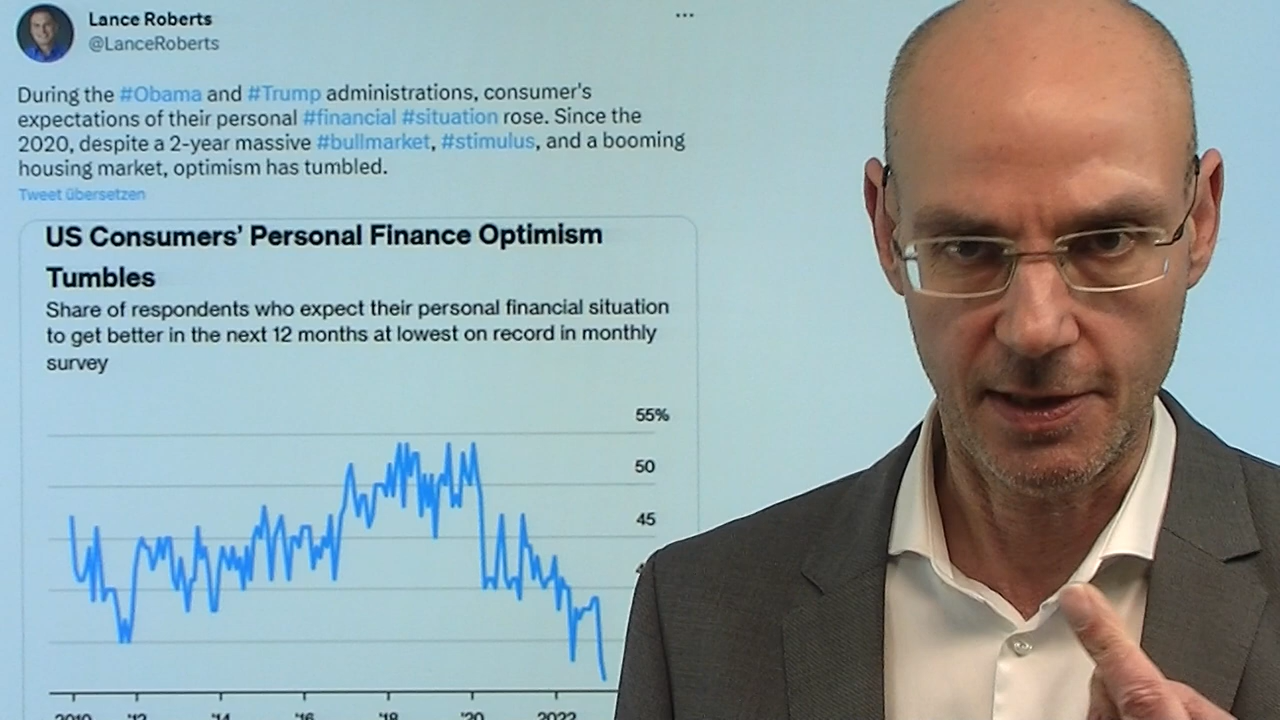 Lance Roberts
@LanceRoberts
...
During the #Obama and #Trump administrations, consumer's
expectations of their personal #financial #situation rose. Since the
2020, despite a 2-year massive #bullmarket, #stimulus, and a booming
housing market, optimism has tumbled.
Tweet übersetzen
US Consumers' Personal Finance Optimism
Tumbles
Share of respondents who expect their personal financial situation
to get better in the next 12 months at lowest on record in monthly
survey
55%
50
45
2010 '12 '14 '16 '18 '20 2022